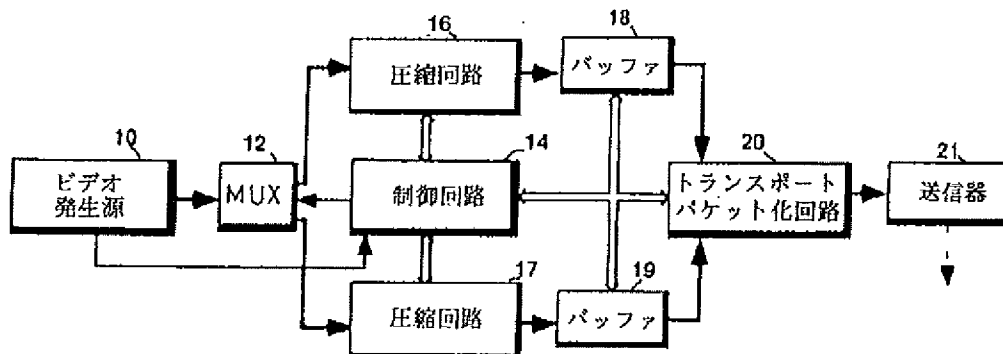 16
圧縮回路
18
バッファ
10
ビデオ
発生源
12
MUX
14
制御回路
20
トランスポート
パケット化回路
21
送信器
17
圧縮回路
19
バッファ